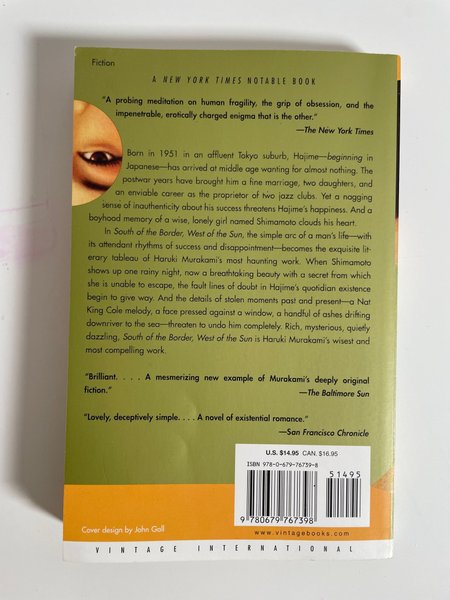 Fiction
A NEW YORK TIMES NOTABLE BOOK
"A probing meditation on human fragility, the grip of obsession, and the
impenetrable, erotically charged enigma that is the other."
—The New York Times
Born in 1951 in an affluent Tokyo suburb, Hajime—beginning in
Japanese—has arrived at middle age wanting for almost nothing. The
postwar years have brought him a fine marriage, two daughters, and
an enviable career as the proprietor of two jazz clubs. Yet a nagging
sense of inauthenticity about his success threatens Hajime's happiness. And a
boyhood memory of a wise, lonely girl named Shimamoto clouds his heart.
In South of the Border, West of the Sun, the simple arc of a man's life—with
its attendant rhythms of success and disappointment—becomes the exquisite lit-
erary tableau of Haruki Murakami's most haunting work. When Shimamoto
shows up one rainy night, now a breathtaking beauty with a secret from which
she is unable to escape, the fault lines of doubt in Hajime's quotidian existence
begin to give way. And the details of stolen moments past and present—a Nat
King Cole melody, a face pressed against a window, a handful of ashes drifting
downriver to the sea—threaten to undo him completely. Rich, mysterious, quietly
dazzling, South of the Border, West of the Sun is Haruki Murakami's wisest and
most compelling work.
"Brilliant. . . . A mesmerizing new example of Murakami's deeply original
fiction."
—The Baltimore Sun
"Lovely, deceptively simple. . . . A novel of existential romance."
—San Francisco Chronicle
U.S. $14.95 CAN. $16.95
ISBN 978-0-679-76739-8
51495
9 780679 767398
www.vintagebooks.com
Cover design by John Gall
VINTAGE INTERNATIONAL